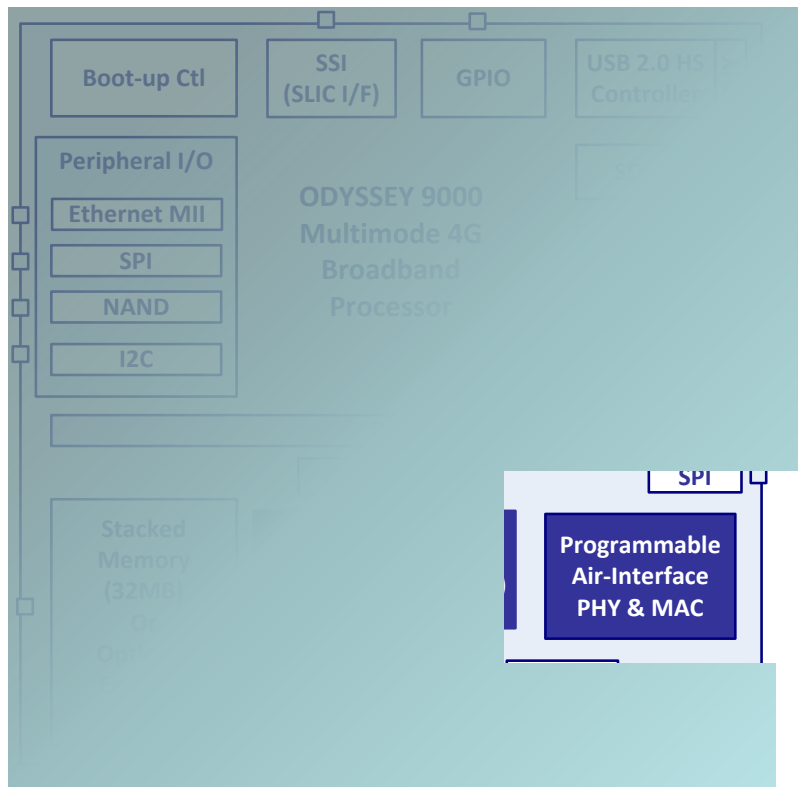 Boot-up Ctl
SSI
(SLIC I/F)
GPIO
USB 2.0 HS
Controller
Peripheral I/O
Ethernet MII
SPI
NAND
I2C
ODYSSEY 9000
Multimode 4G
Broadband
Processor
SPI
Stacked
Memory
(32MB)
Programmable
Air-Interface
PHY & MAC